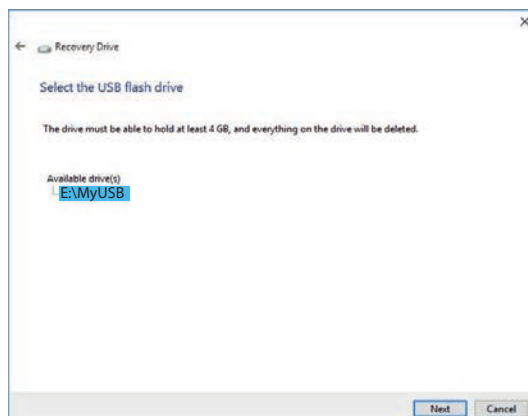 Recovery Drive
Select the USB flash drive
The drive must be able to hold at least 4 GB, and everything on the drive will be deleted.
Available drive(s)
E:\MyUSB
Next Cancel